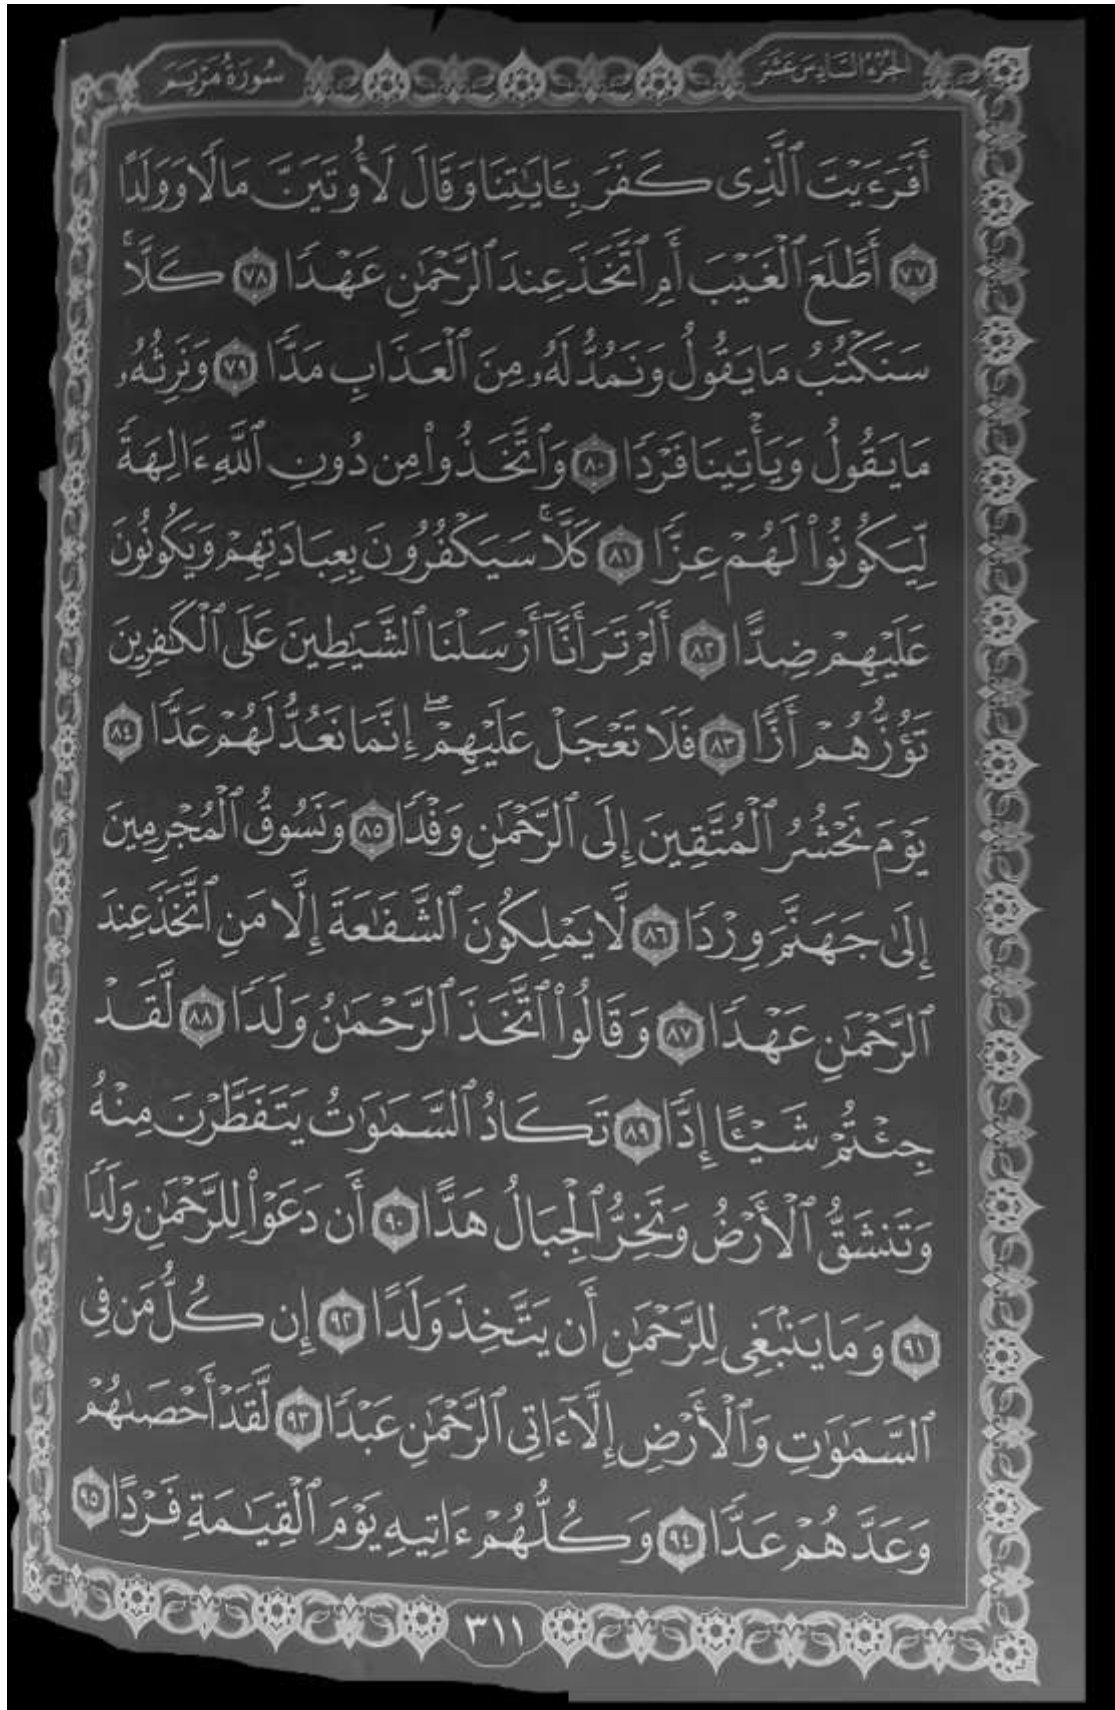 الجزء السادس عشر
سورة مريم
أَفَرَءَيْتَ ٱلَّذِى كَفَرَ بِـَٔايَٰتِنَا وَقَالَ لَأُوتَيَنَّ مَالًا وَوَلَدًا
٧٧ أَطَّلَعَ ٱلْغَيْبَ أَمِ ٱتَّخَذَ عِندَ ٱلرَّحْمَٰنِ عَهْدًا ٧٨ كَلَّا ۚ
سَنَكْتُبُ مَا يَقُولُ وَنَمُدُّ لَهُۥ مِنَ ٱلْعَذَابِ مَدًّا ٧٩ وَنَرِثُهُۥ
مَا يَقُولُ وَيَأْتِينَا فَرْدًا ٨٠ وَٱتَّخَذُوا۟ مِن دُونِ ٱللَّهِ ءَالِهَةً
لِّيَكُونُوا۟ لَهُمْ عِزًّا ٨١ كَلَّا ۚ سَيَكْفُرُونَ بِعِبَادَتِهِمْ وَيَكُونُونَ
عَلَيْهِمْ ضِدًّا ٨٢ أَلَمْ تَرَ أَنَّآ أَرْسَلْنَا ٱلشَّيَٰطِينَ عَلَى ٱلْكَٰفِرِينَ
تَؤُزُّهُمْ أَزًّا ٨٣ فَلَا تَعْجَلْ عَلَيْهِمْ ۖ إِنَّمَا نَعُدُّ لَهُمْ عَدًّا ٨٤
يَوْمَ نَحْشُرُ ٱلْمُتَّقِينَ إِلَى ٱلرَّحْمَٰنِ وَفْدًا ٨٥ وَنَسُوقُ ٱلْمُجْرِمِينَ
إِلَىٰ جَهَنَّمَ وِرْدًا ٨٦ لَّا يَمْلِكُونَ ٱلشَّفَٰعَةَ إِلَّا مَنِ ٱتَّخَذَ عِندَ
ٱلرَّحْمَٰنِ عَهْدًا ٨٧ وَقَالُوا۟ ٱتَّخَذَ ٱلرَّحْمَٰنُ وَلَدًا ٨٨ لَّقَدْ
جِئْتُمْ شَيْـًٔا إِدًّا ٨٩ تَكَادُ ٱلسَّمَٰوَٰتُ يَتَفَطَّرْنَ مِنْهُ
وَتَنشَقُّ ٱلْأَرْضُ وَتَخِرُّ ٱلْجِبَالُ هَدًّا ٩٠ أَن دَعَوْا۟ لِلرَّحْمَٰنِ وَلَدًا
٩١ وَمَا يَنۢبَغِى لِلرَّحْمَٰنِ أَن يَتَّخِذَ وَلَدًا ٩٢ إِن كُلُّ مَن فِى
ٱلسَّمَٰوَٰتِ وَٱلْأَرْضِ إِلَّآ ءَاتِى ٱلرَّحْمَٰنِ عَبْدًا ٩٣ لَّقَدْ أَحْصَىٰهُمْ
وَعَدَّهُمْ عَدًّا ٩٤ وَكُلُّهُمْ ءَاتِيهِ يَوْمَ ٱلْقِيَٰمَةِ فَرْدًا ٩٥
٣١١